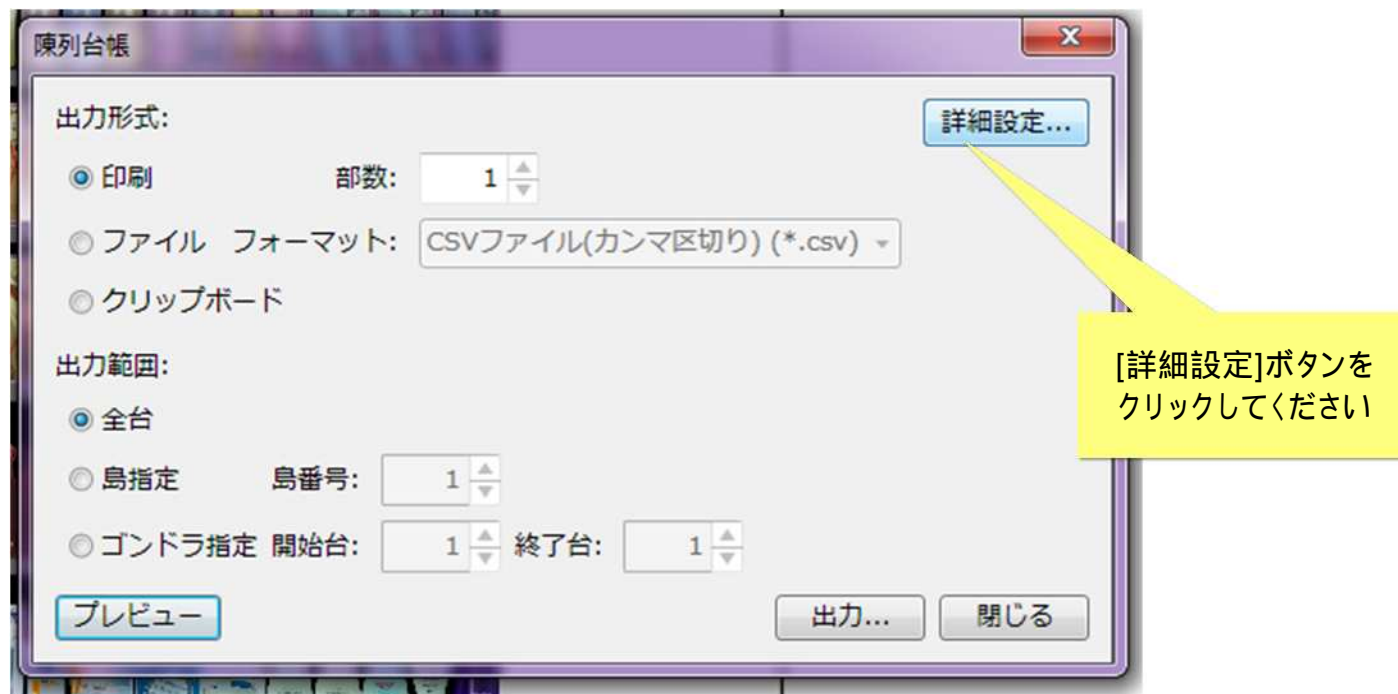 陳列台帳
出力形式:
詳細設定...
印刷 部数: 1
ファイル フォーマット: CSVファイル(カンマ区切り) (*.csv)
クリップボード
出力範囲:
[詳細設定]ボタンを
クリックしてください
全台
島指定 島番号: 1
ゴンドラ指定 開始台: 1 終了台: 1
プレビュー 出力... 閉じる